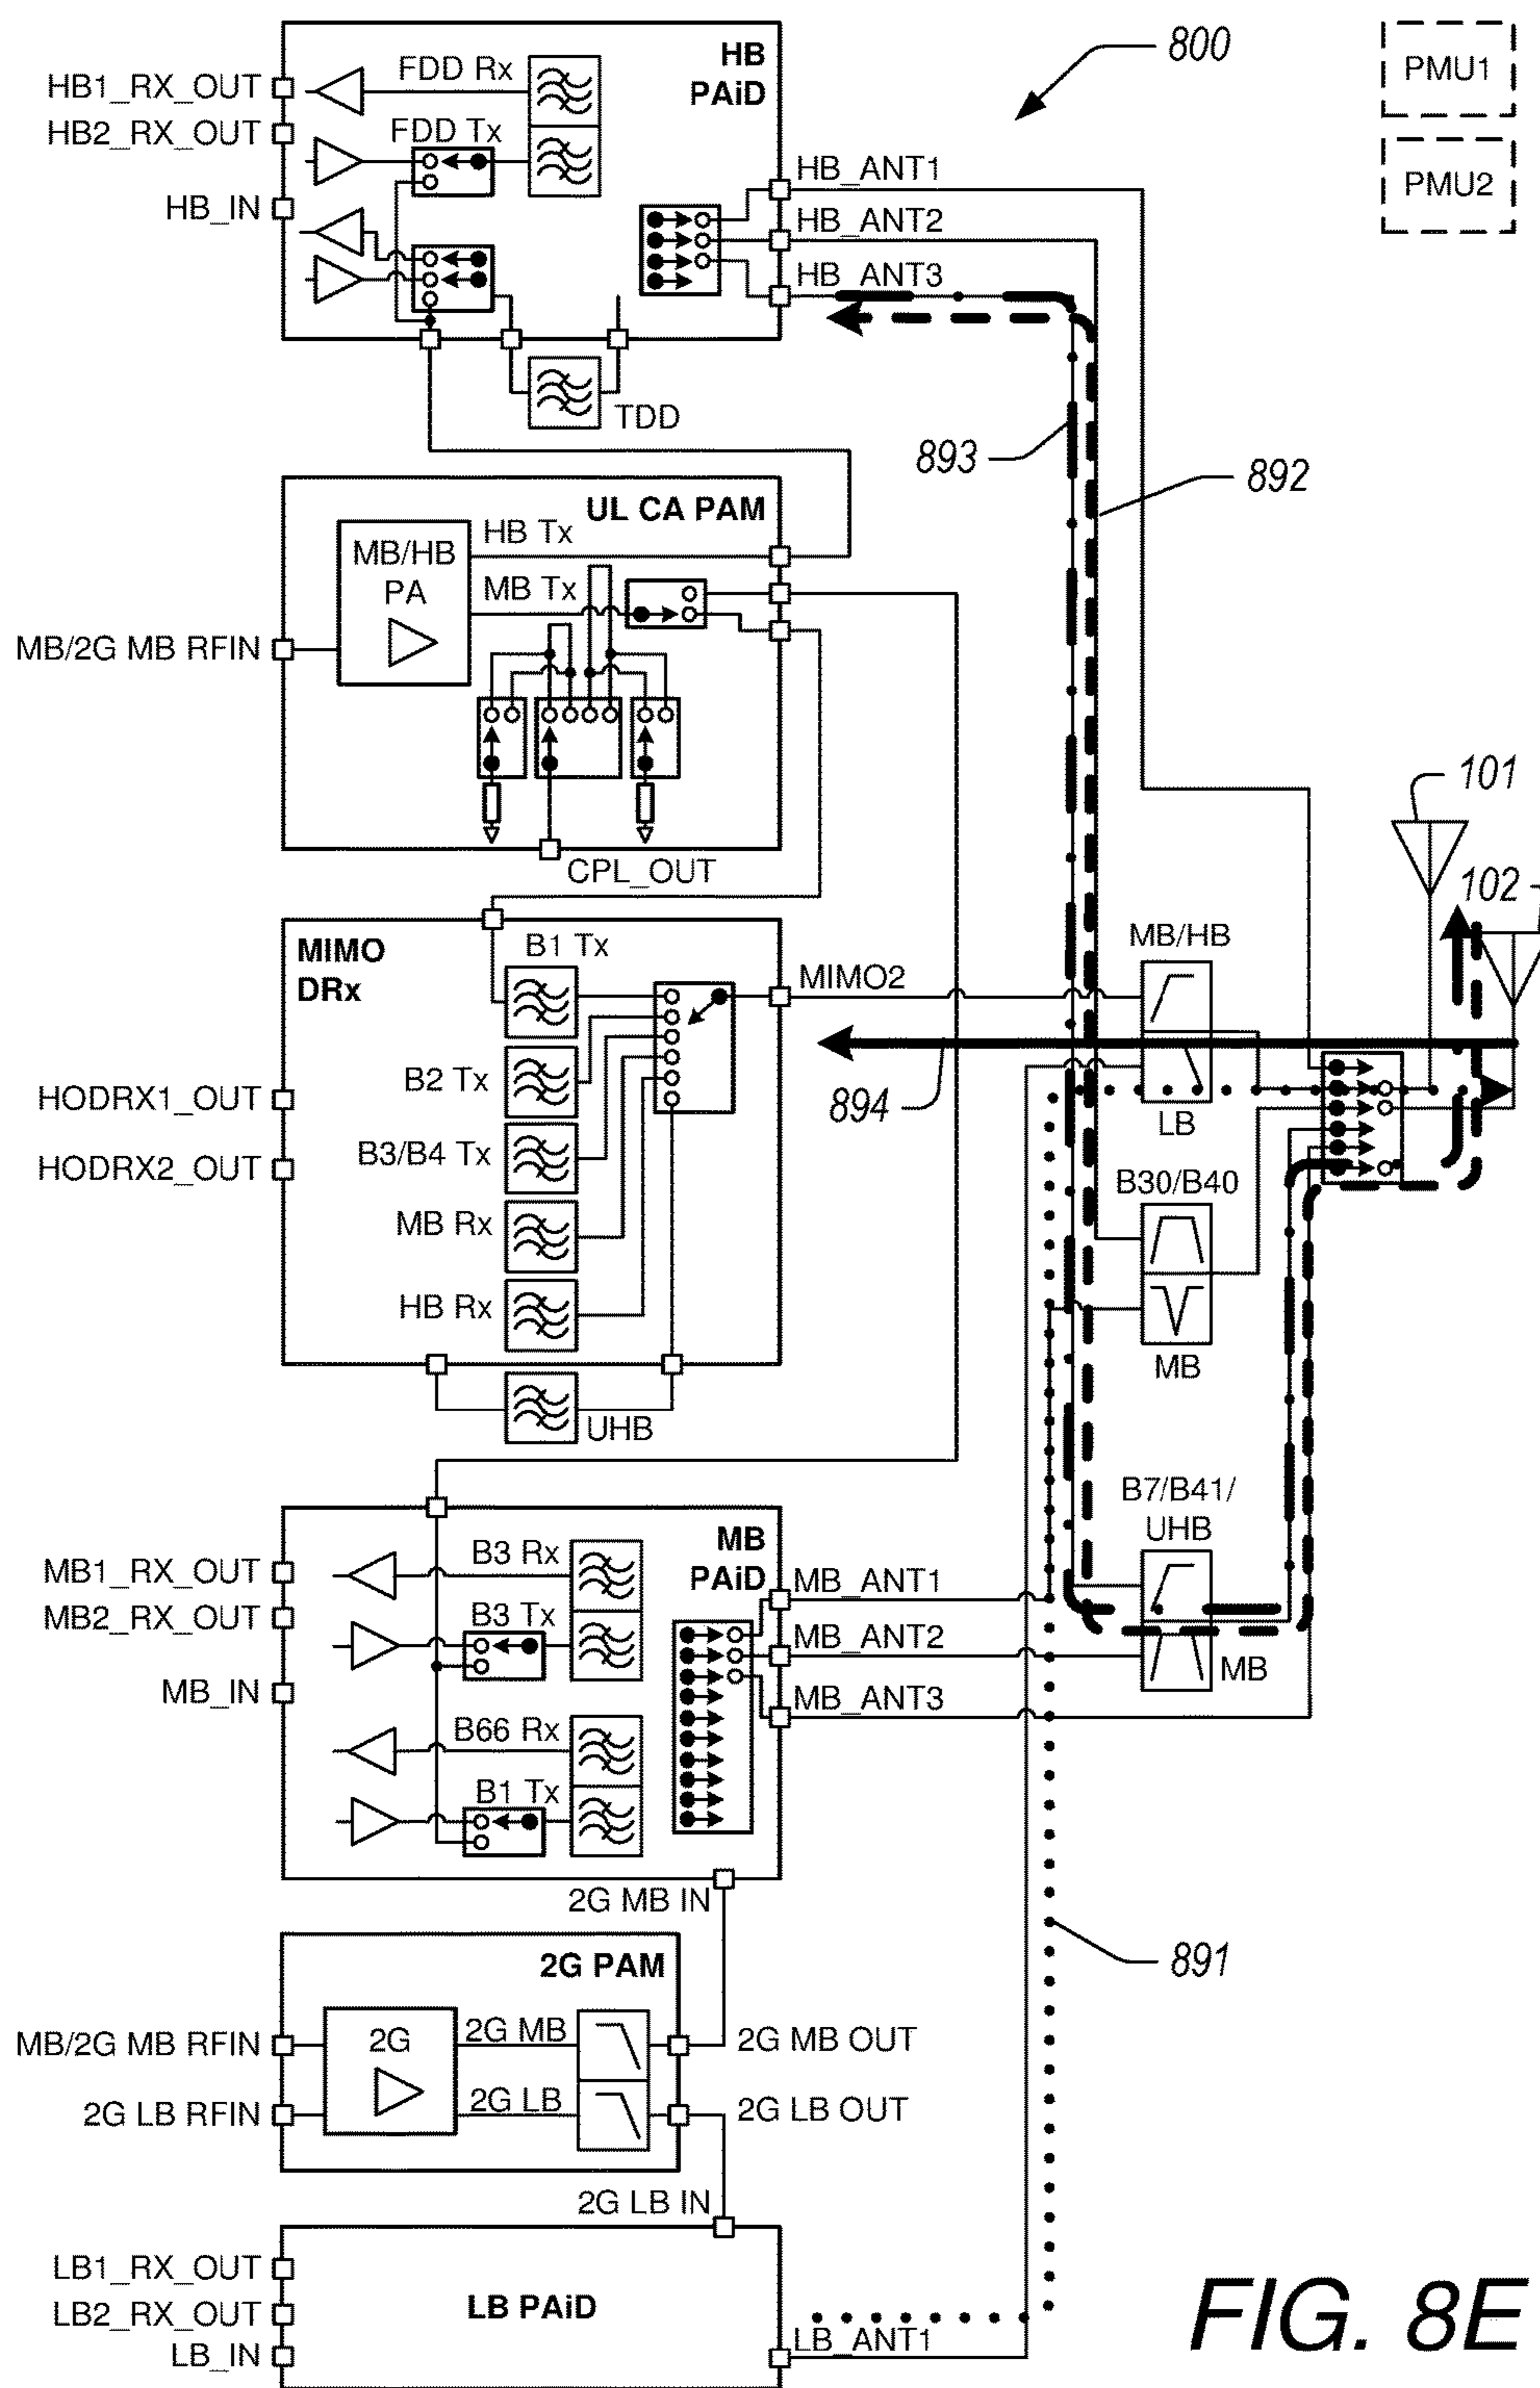 800
PMU1
PMU2
HB
PAiD
FDD Rx
FDD Tx
HB1_RX_OUT
HB2_RX_OUT
HB_IN
HB_ANT1
HB_ANT2
HB_ANT3
TDD
893
892
UL CA PAM
MB/HB
PA
HB Tx
MB Tx
MB/2G MB RFIN
CPL_OUT
101
102
MIMO
DRx
B1 Tx
B2 Tx
B3/B4 Tx
MB Rx
HB Rx
UHB
MIMO2
HODRX1_OUT
HODRX2_OUT
894
MB/HB
LB
B30/B40
MB
B7/B41/
UHB
MB
MB
PAiD
B3 Rx
B3 Tx
B66 Rx
B1 Tx
MB1_RX_OUT
MB2_RX_OUT
MB_IN
MB_ANT1
MB_ANT2
MB_ANT3
2G MB IN
2G PAM
2G
2G MB
2G LB
MB/2G MB RFIN
2G LB RFIN
2G MB OUT
2G LB OUT
891
2G LB IN
LB1_RX_OUT
LB2_RX_OUT
LB_IN
LB PAiD
LB_ANT1
FIG. 8E